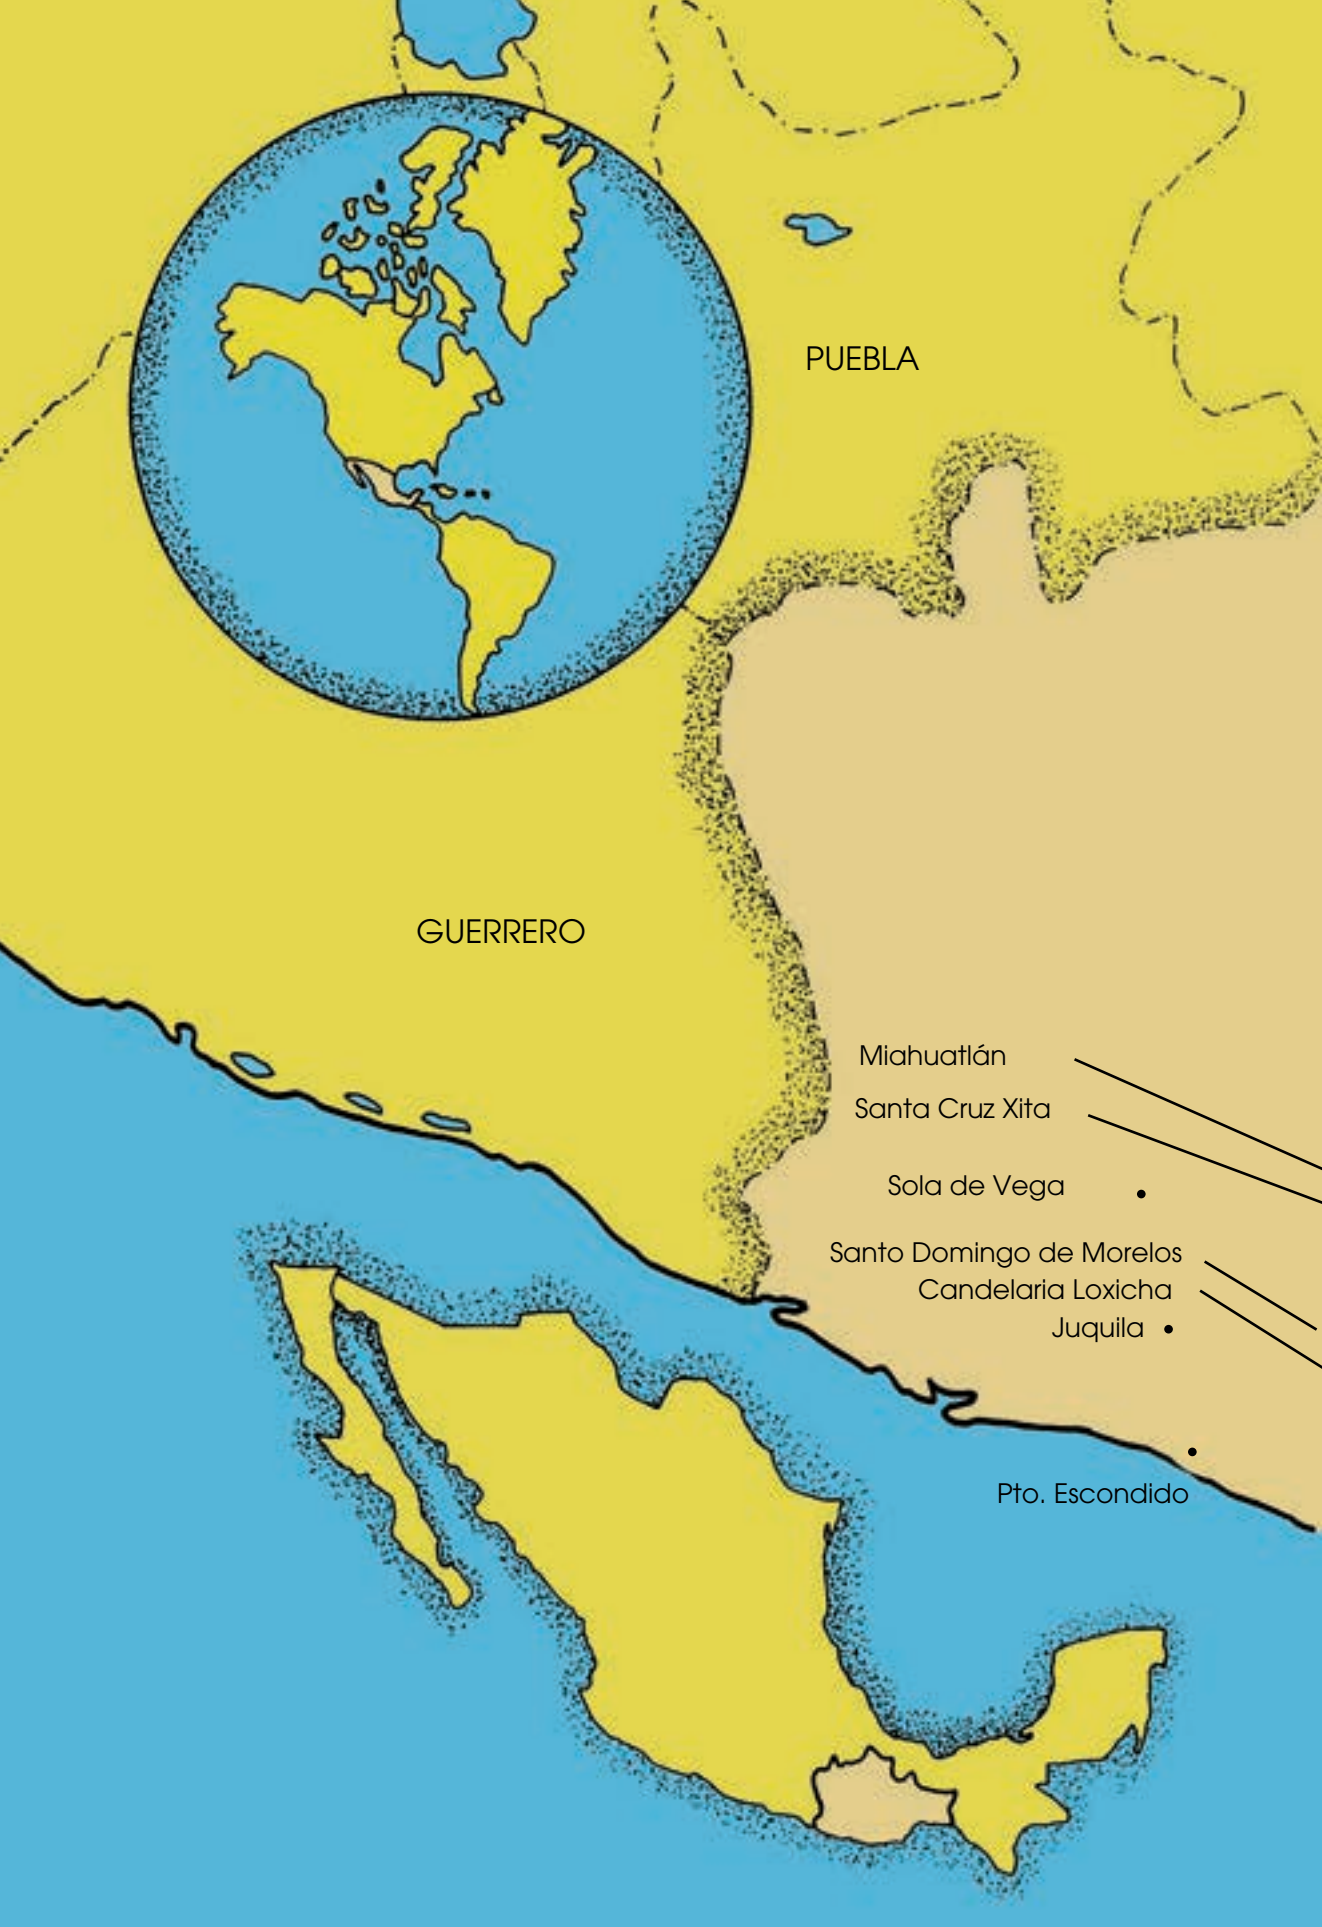 PUEBLA
GUERRERO
Miahuatlán
Santa Cruz Xita
Sola de Vega
Santo Domingo de Morelos
Candelaria Loxicha
Juquila
Pto. Escondido